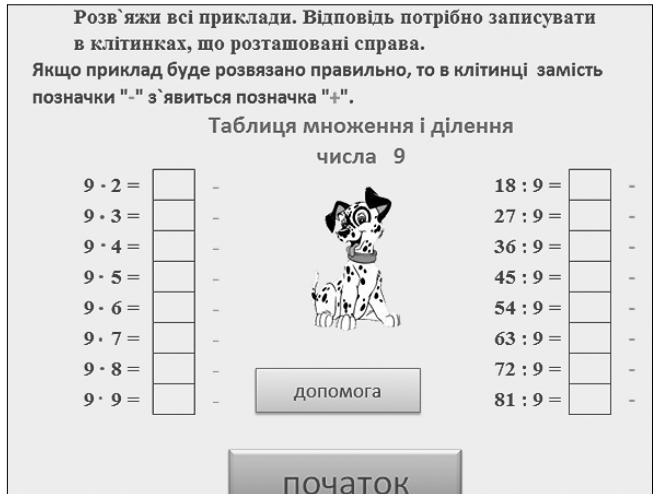 Розв`яжи всі приклади. Відповідь потрібно записувати
в клітинках, що розташовані справа.
Якщо приклад буде розвязано правильно, то в клітинці замість
позначки "-" з`явиться позначка "+".
Таблиця множення і ділення
числа 9
9 · 2 = -
9 · 3 = -
9 · 4 = -
9 · 5 = -
9 · 6 = -
9 · 7 = -
9 · 8 = -
9 · 9 = -
18 : 9 = -
27 : 9 = -
36 : 9 = -
45 : 9 = -
54 : 9 = -
63 : 9 = -
72 : 9 = -
81 : 9 = -
допомога
початок